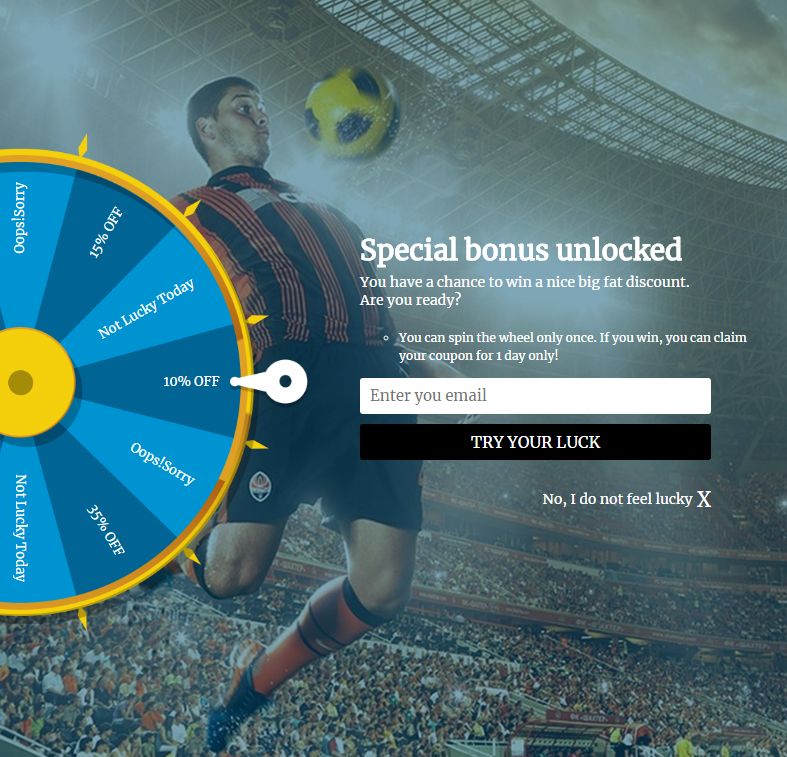 Oops!Sorry
15% OFF
Not Lucky Today
10% OFF
Oops!Sorry
35% OFF
Not Lucky Today
Special bonus unlocked
You have a chance to win a nice big fat discount.
Are you ready?
You can spin the wheel only once. If you win, you can claim
your coupon for 1 day only!
Enter you email
TRY YOUR LUCK
No, I do not feel lucky X
ФК «ШАХТЕР»